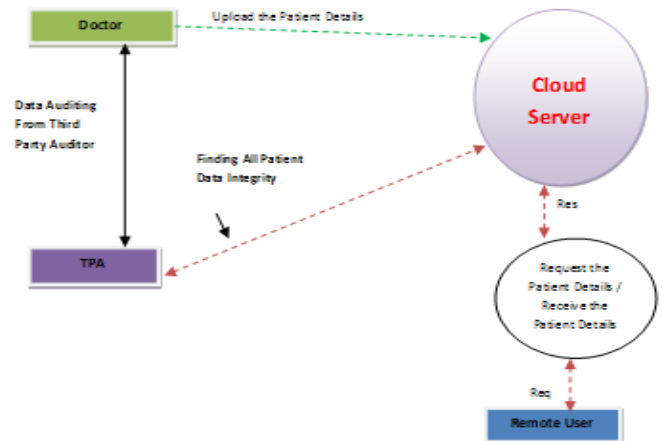 Doctor
Upload the Patient Details
Cloud
Server
Data Auditing
From Third
Party Auditor
Finding All Patient
Data Integrity
Res
TPA
Request the
Patient Details /
Receive the
Patient Details
Req
Remote User